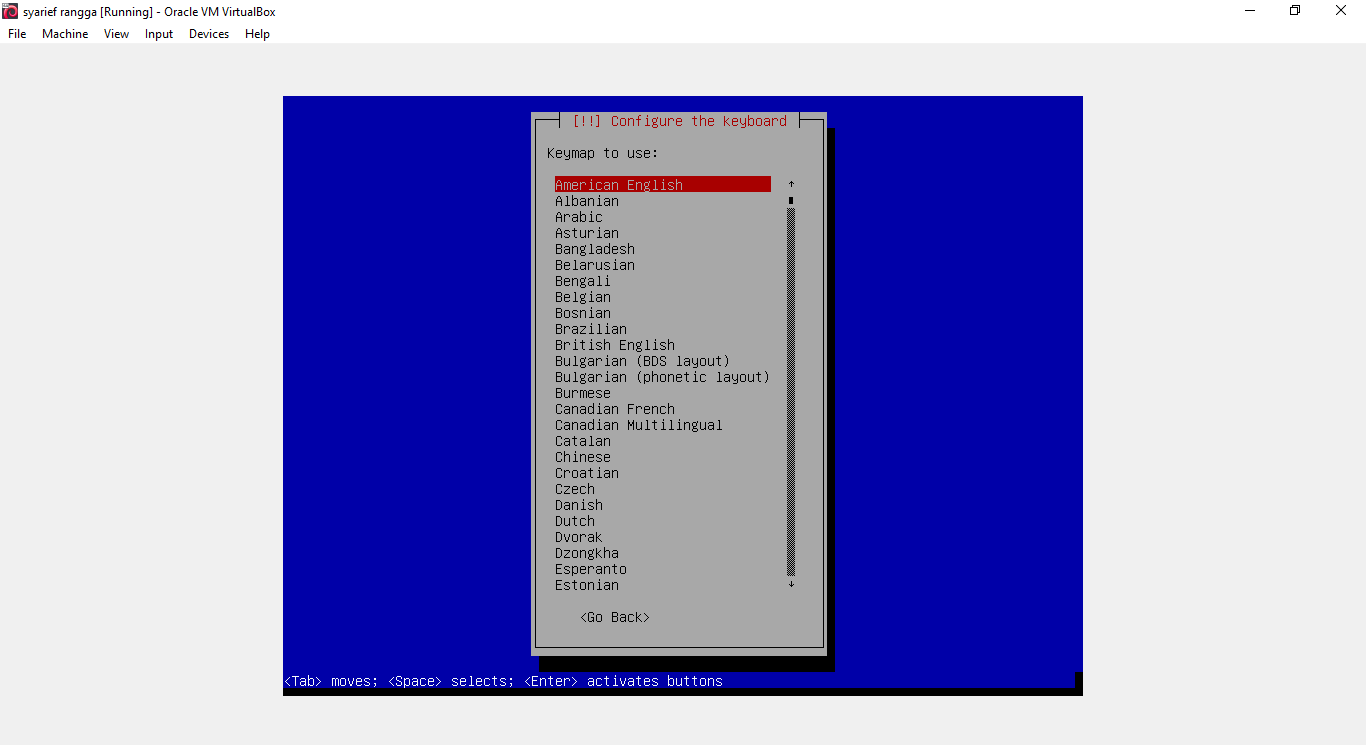 syarief rangga [Running] - Oracle VM VirtualBox
File Machine View Input Devices Help
[!!] Configure the keyboard
Keymap to use:
American English
Albanian
Arabic
Asturian
Bangladesh
Belarusian
Bengali
Belgian
Bosnian
Brazilian
British English
Bulgarian (BDS layout)
Bulgarian (phonetic layout)
Burmese
Canadian French
Canadian Multilingual
Catalan
Chinese
Croatian
Czech
Danish
Dutch
Dvorak
Dzongkha
Esperanto
Estonian
<Go Back>
<Tab> moves; <Space> selects; <Enter> activates buttons